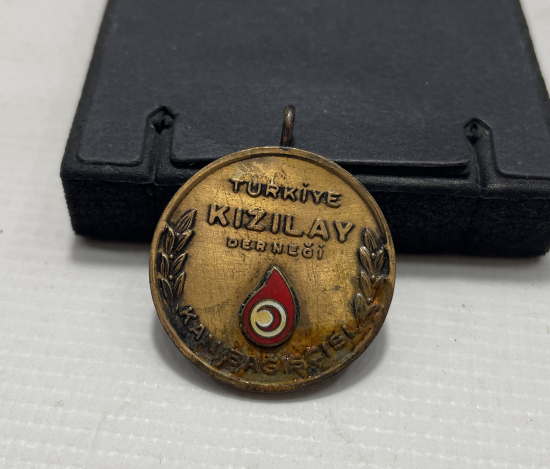 TÜRKİYE
KIZILAY
DERNEĞİ
KAN BAĞIŞÇISI